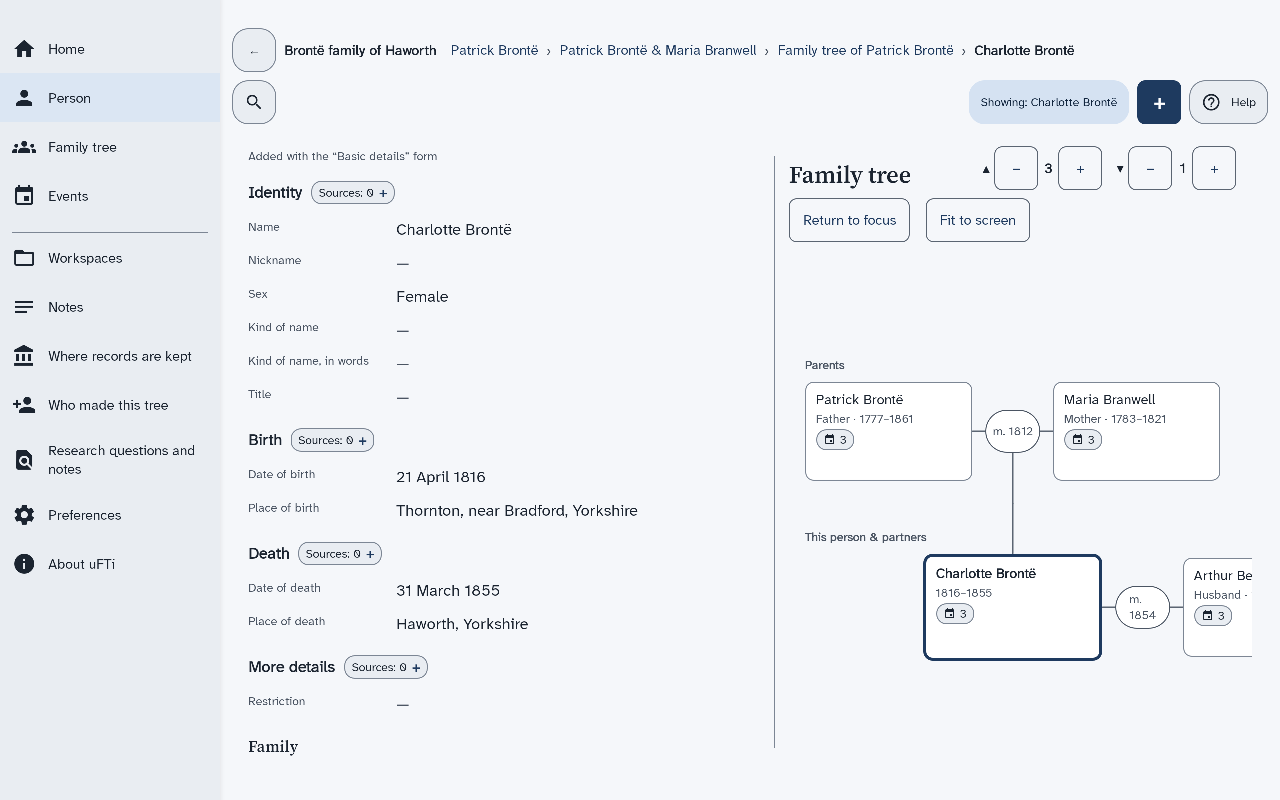 Home
Person
Family tree
Events
Workspaces
Notes
Where records are kept
Who made this tree
Research questions and
notes
Preferences
About uFTi
← Brontë family of Haworth Patrick Brontë › Patrick Brontë & Maria Branwell › Family tree of Patrick Brontë › Charlotte Brontë
Showing: Charlotte Brontë + Help
Added with the “Basic details” form
Identity Sources: 0 +
Name Charlotte Brontë
Nickname —
Sex Female
Kind of name —
Kind of name, in words —
Title —
Birth Sources: 0 +
Date of birth 21 April 1816
Place of birth Thornton, near Bradford, Yorkshire
Death Sources: 0 +
Date of death 31 March 1855
Place of death Haworth, Yorkshire
More details Sources: 0 +
Restriction —
Family
Family tree ▲ − 3 + ▼ − 1 +
Return to focus Fit to screen
Parents
Patrick Brontë
Father · 1777–1861
3
m. 1812
Maria Branwell
Mother · 1783–1821
3
This person & partners
Charlotte Brontë
1816–1855
3
m.
1854
Arthur Be
Husband ·
3